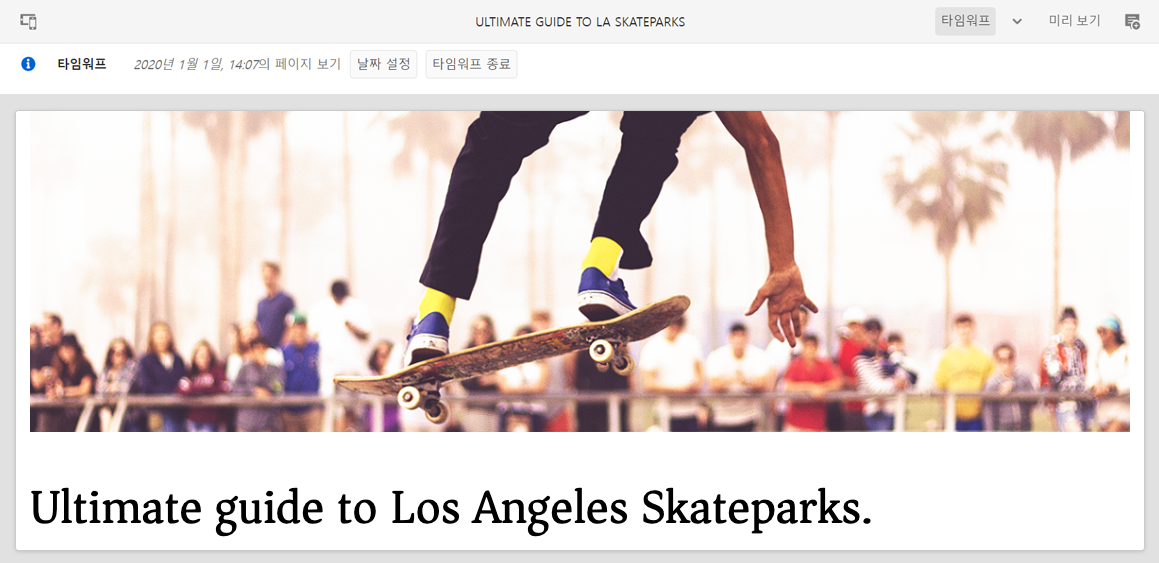 ULTIMATE GUIDE TO LA SKATEPARKS 타임워프 미리 보기
타임워프 2020년 1월 1일, 14:07의 페이지 보기 날짜 설정 타임워프 종료
Ultimate guide to Los Angeles Skateparks.